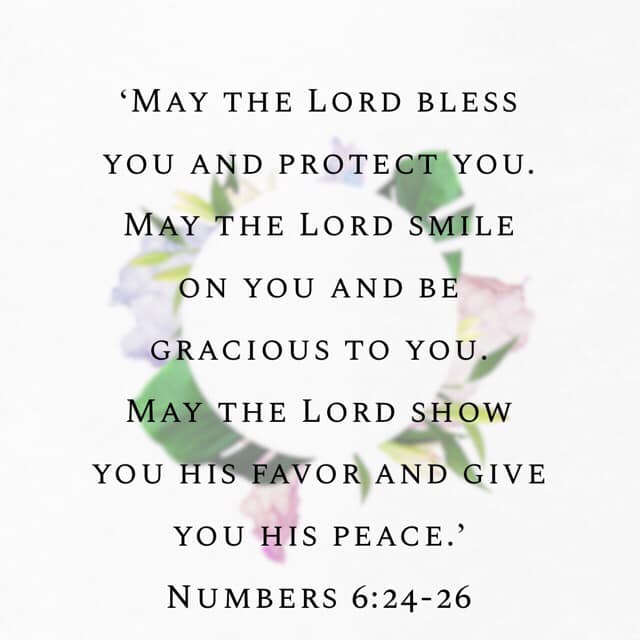 ‘May the Lord bless
you and protect you.
May the Lord smile
on you and be
gracious to you.
May the Lord show
you his favor and give
you his peace.’
Numbers 6:24-26